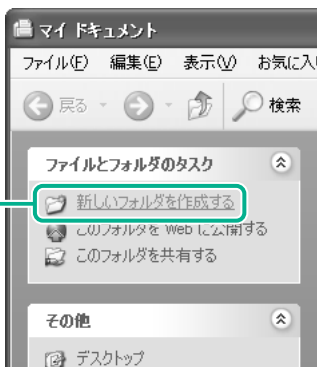 マイ ドキュメント
ファイル(F) 編集(E) 表示(V) お気に入
戻る 検索
ファイルとフォルダのタスク
新しいフォルダを作成する
このフォルダを Web に公開する
このフォルダを共有する
その他
デスクトップ